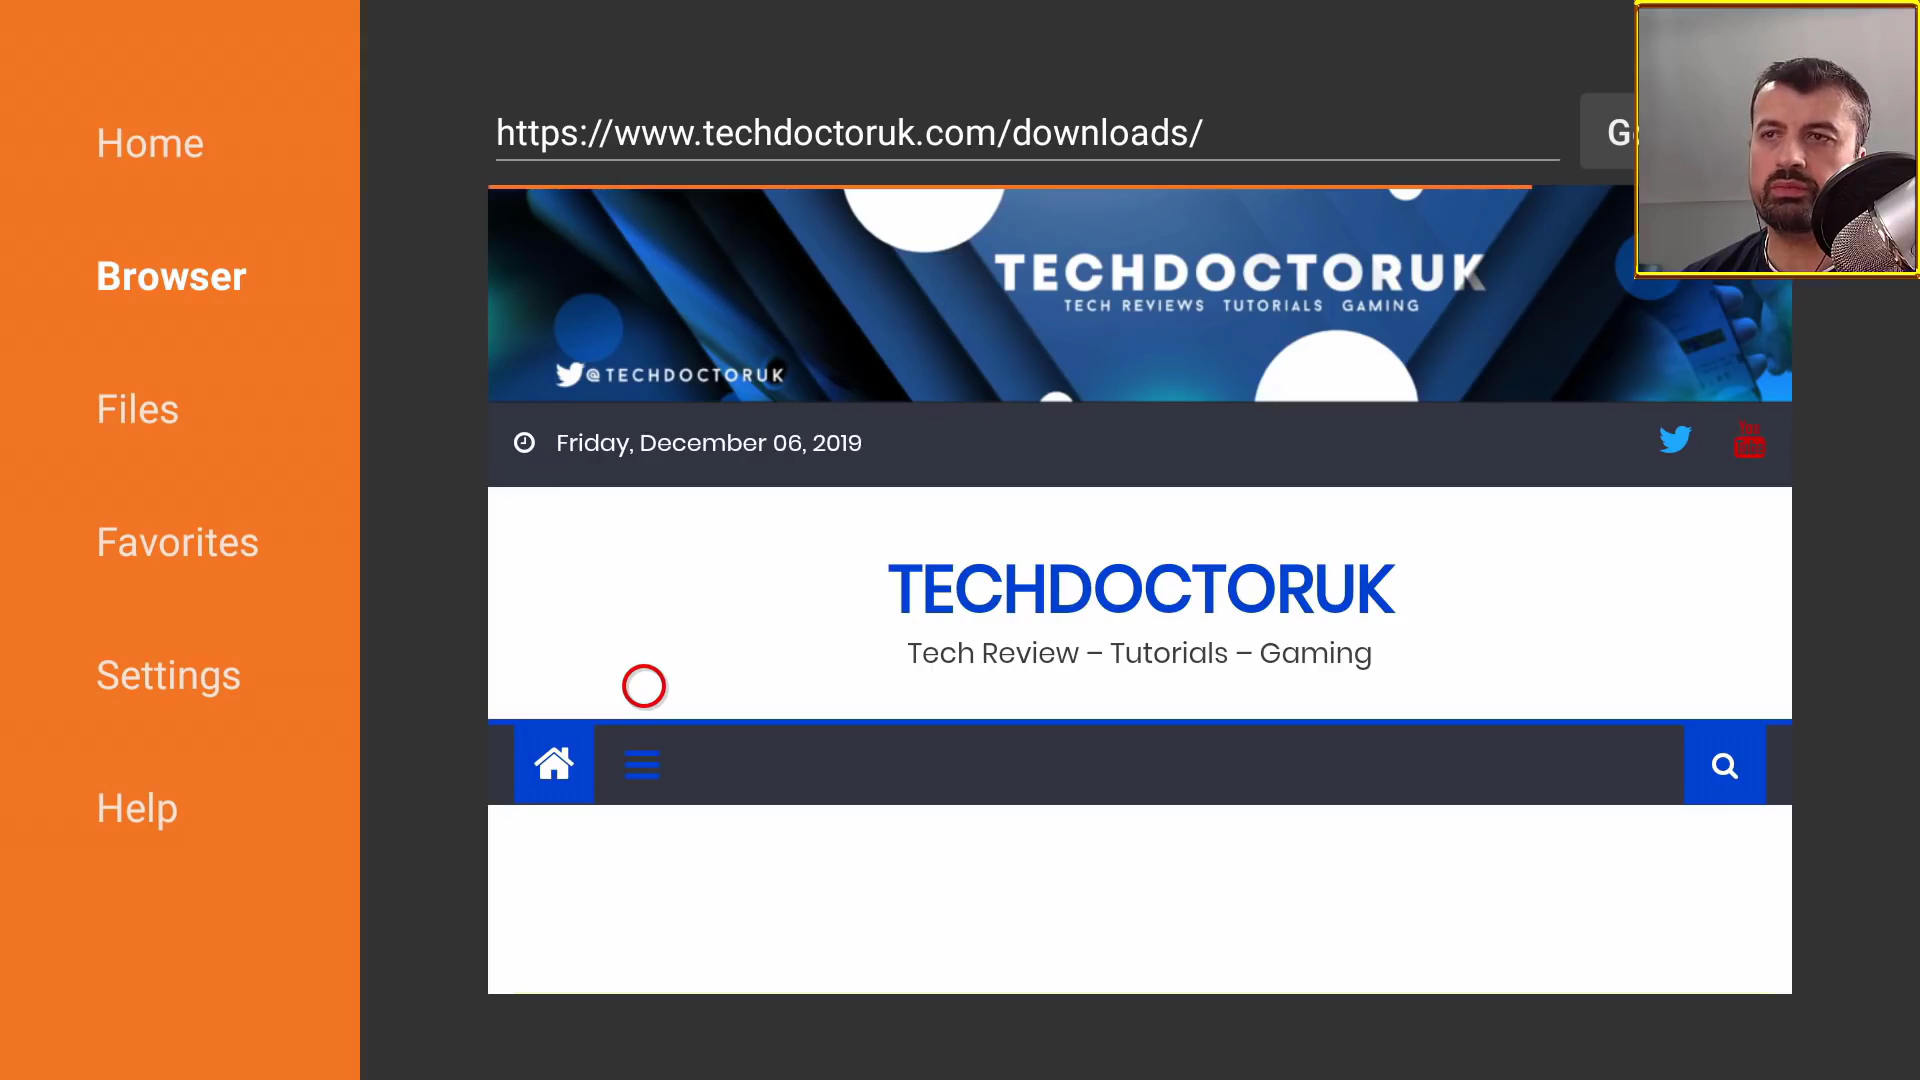 Home
Browser
Files
Favorites
Settings
Help
https://www.techdoctoruk.com/downloads/
TECHDOCTORUK
TECH REVIEWS TUTORIALS GAMING
@TECHDOCTORUK
Friday, December 06, 2019
You
TECHDOCTORUK
Tech Review – Tutorials – Gaming